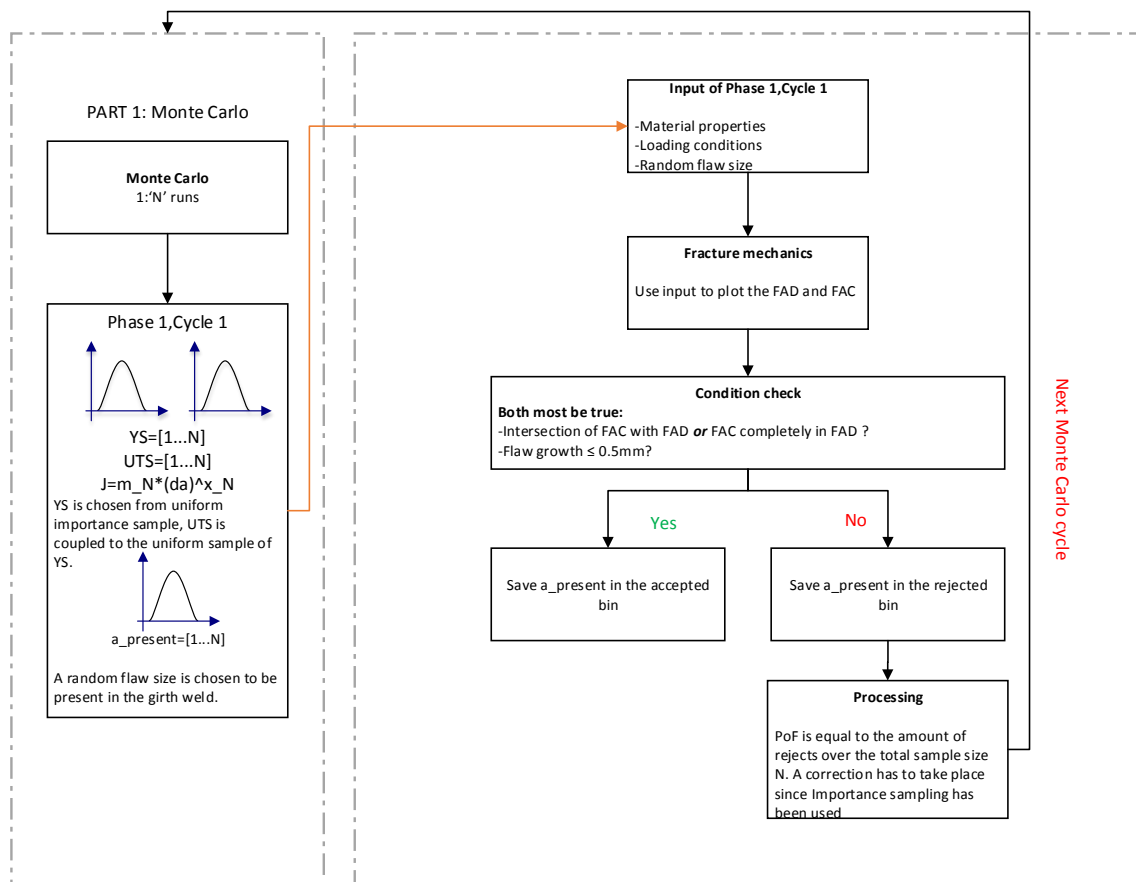 PART 1: Monte Carlo
Monte Carlo
1:‘N’ runs
Phase 1,Cycle 1
YS=[1...N]
UTS=[1...N]
J=m_N*(da)^x_N
YS is chosen from uniform
importance sample, UTS is
coupled to the uniform sample of
YS.
a_present=[1...N]
A random flaw size is chosen to be
present in the girth weld.
Input of Phase 1,Cycle 1
-Material properties
-Loading conditions
-Random flaw size
Fracture mechanics
Use input to plot the FAD and FAC
Condition check
Both most be true:
-Intersection of FAC with FAD or FAC completely in FAD ?
-Flaw growth ≤ 0.5mm?
Yes
No
Save a_present in the accepted
bin
Save a_present in the rejected
bin
Processing
PoF is equal to the amount of
rejects over the total sample size
N. A correction has to take place
since Importance sampling has
been used
Next Monte Carlo cycle